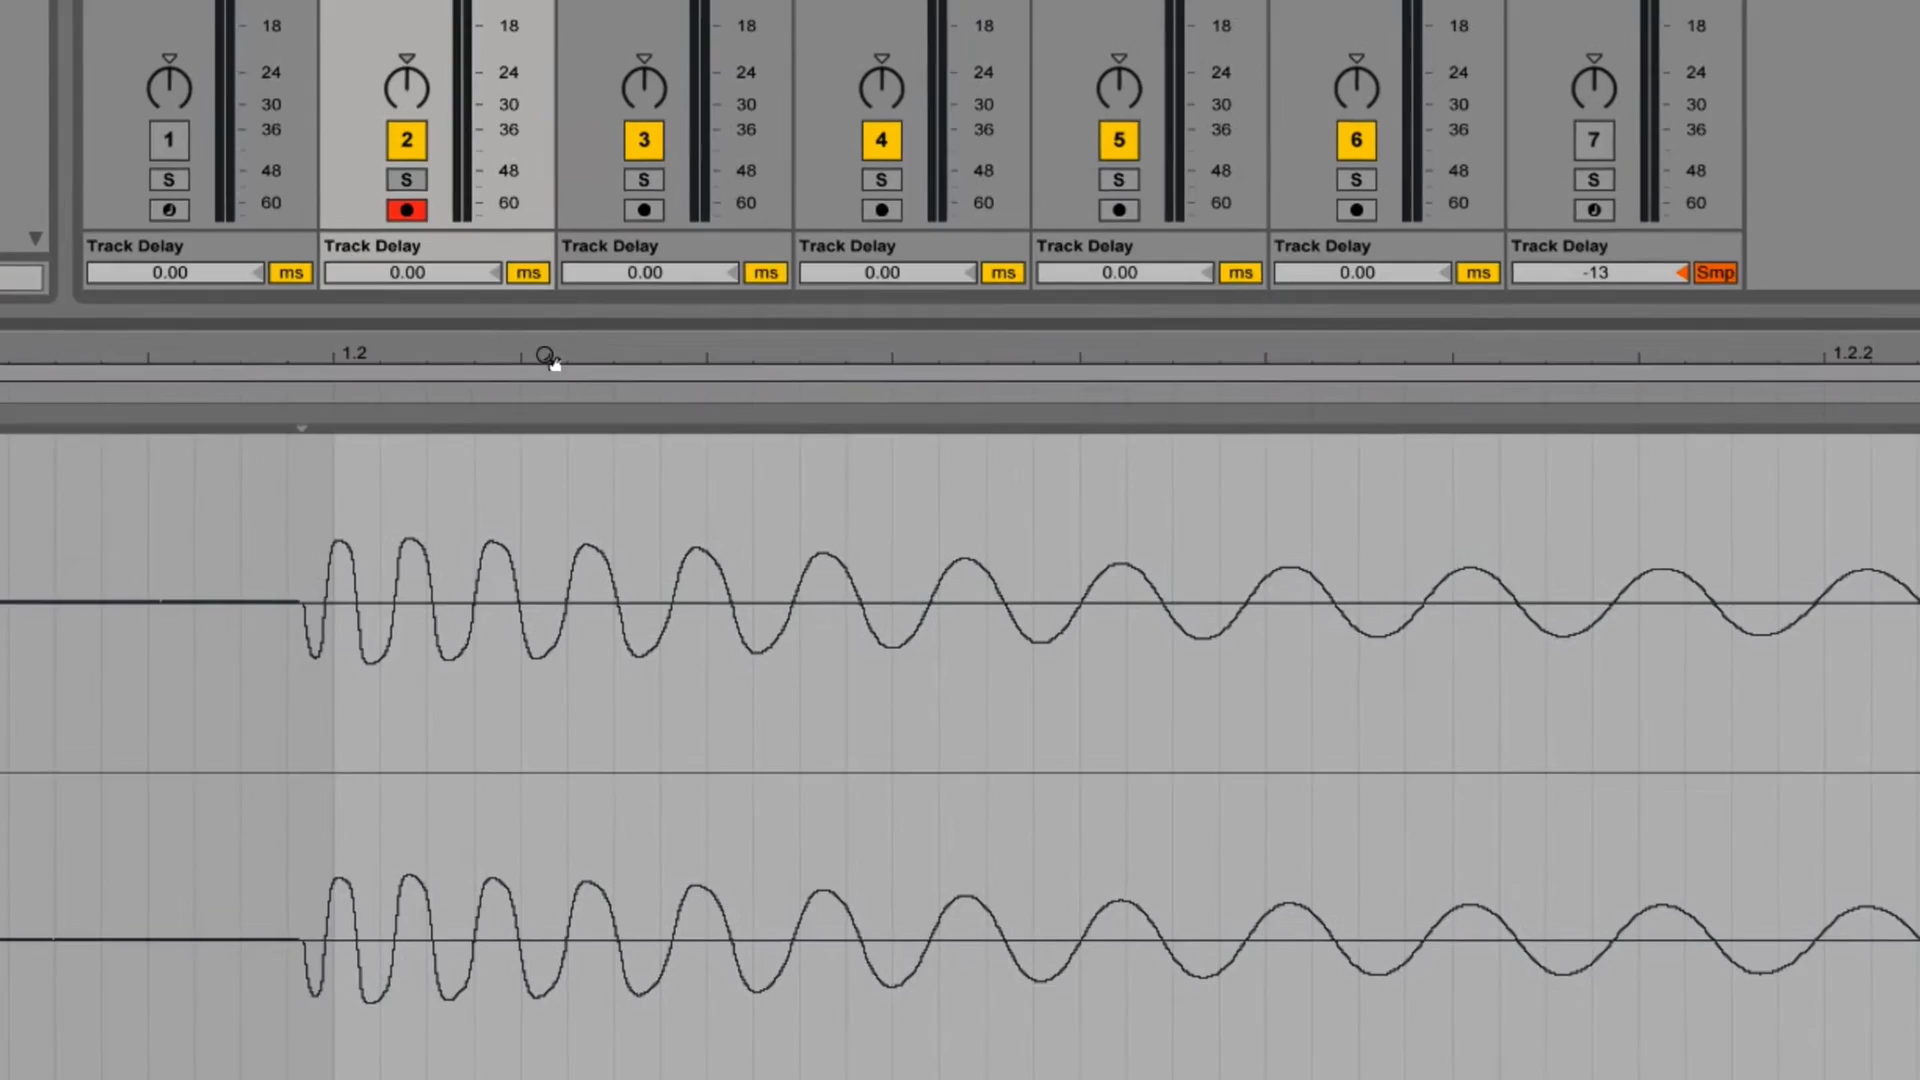 18 18 18 18 18 18 18
24 24 24 24 24 24 24
30 30 30 30 30 30 30
1 36 2 36 3 36 4 36 5 36 6 36 7 36
S 48 S 48 S 48 S 48 S 48 S 48 S 48
60 60 60 60 60 60 60
Track Delay Track Delay Track Delay Track Delay Track Delay Track Delay Track Delay
0.00 ms 0.00 ms 0.00 ms 0.00 ms 0.00 ms 0.00 ms -13 Smp
1.2 1.2.2